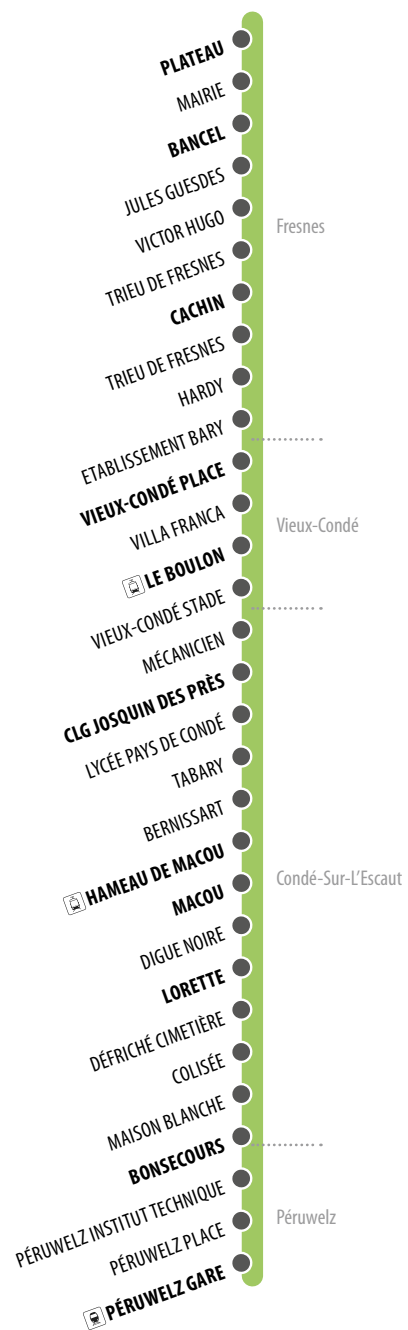 PLATEAU
MAIRIE
BANCEL
JULES GUESDES
VICTOR HUGO
Fresnes
TRIEU DE FRESNES
CACHIN
TRIEU DE FRESNES
HARDY
ETABLISSEMENT BARY
VIEUX-CONDÉ PLACE
VILLA FRANCA
Vieux-Condé
LE BOULON
VIEUX-CONDÉ STADE
MÉCANICIEN
CLG JOSQUIN DES PRÈS
LYCÉE PAYS DE CONDÉ
TABARY
BERNISSART
HAMEAU DE MACOU
Condé-Sur-L'Escaut
MACOU
DIGUE NOIRE
LORETTE
DÉFRICHÉ CIMETIÈRE
COLISÉE
MAISON BLANCHE
BONSECOURS
PÉRUWELZ INSTITUT TECHNIQUE
Péruwelz
PÉRUWELZ PLACE
PÉRUWELZ GARE